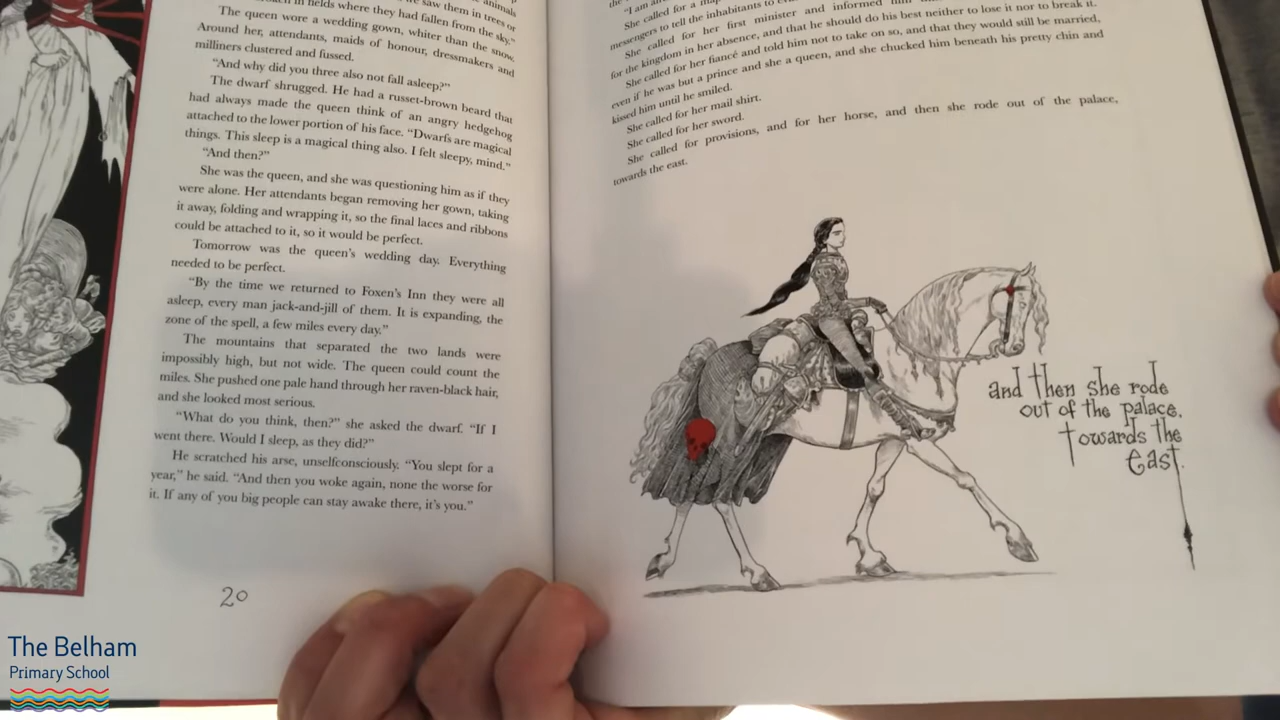 in fields where they had fallen from the sky."
The queen wore a wedding gown, whiter than the snow.
Around her, attendants, maids of honour, dressmakers and
milliners clustered and fussed.
"And why did you three also not fall asleep?"
The dwarf shrugged. He had a russet-brown beard that
had always made the queen think of an angry hedgehog
attached to the lower portion of his face. "Dwarfs are magical
things. This sleep is a magical thing also. I felt sleepy, mind."
"And then?"
She was the queen, and she was questioning him as if they
were alone. Her attendants began removing her gown, taking
it away, folding and wrapping it, so the final laces and ribbons
could be attached to it, so it would be perfect.
Tomorrow was the queen's wedding day. Everything
needed to be perfect.
"By the time we returned to Foxen's Inn they were all
asleep, every man jack-and-jill of them. It is expanding, the
zone of the spell, a few miles every day."
The mountains that separated the two lands were
impossibly high, but not wide. The queen could count the
miles. She pushed one pale hand through her raven-black hair,
and she looked most serious.
"What do you think, then?" she asked the dwarf. "If I
went there. Would I sleep, as they did?"
He scratched his arse, unselfconsciously. "You slept for a
year," he said. "And then you woke again, none the worse for
it. If any of you big people can stay awake there, it's you."
20
She called for a
messengers to tell the inhabitants to
She called for her first minister and informed
for the kingdom in her absence, and that he should do his best neither to lose it nor to break it.
She called for her fiancé and told him not to take on so, and that they would still be married,
even if he was but a prince and she a queen, and she chucked him beneath his pretty chin and
kissed him until he smiled.
She called for her mail shirt.
She called for her sword.
She called for provisions, and for her horse, and then she rode out of the palace,
towards the east.
and then she rode
out of the palace,
towards the
east.
The Belham
Primary School